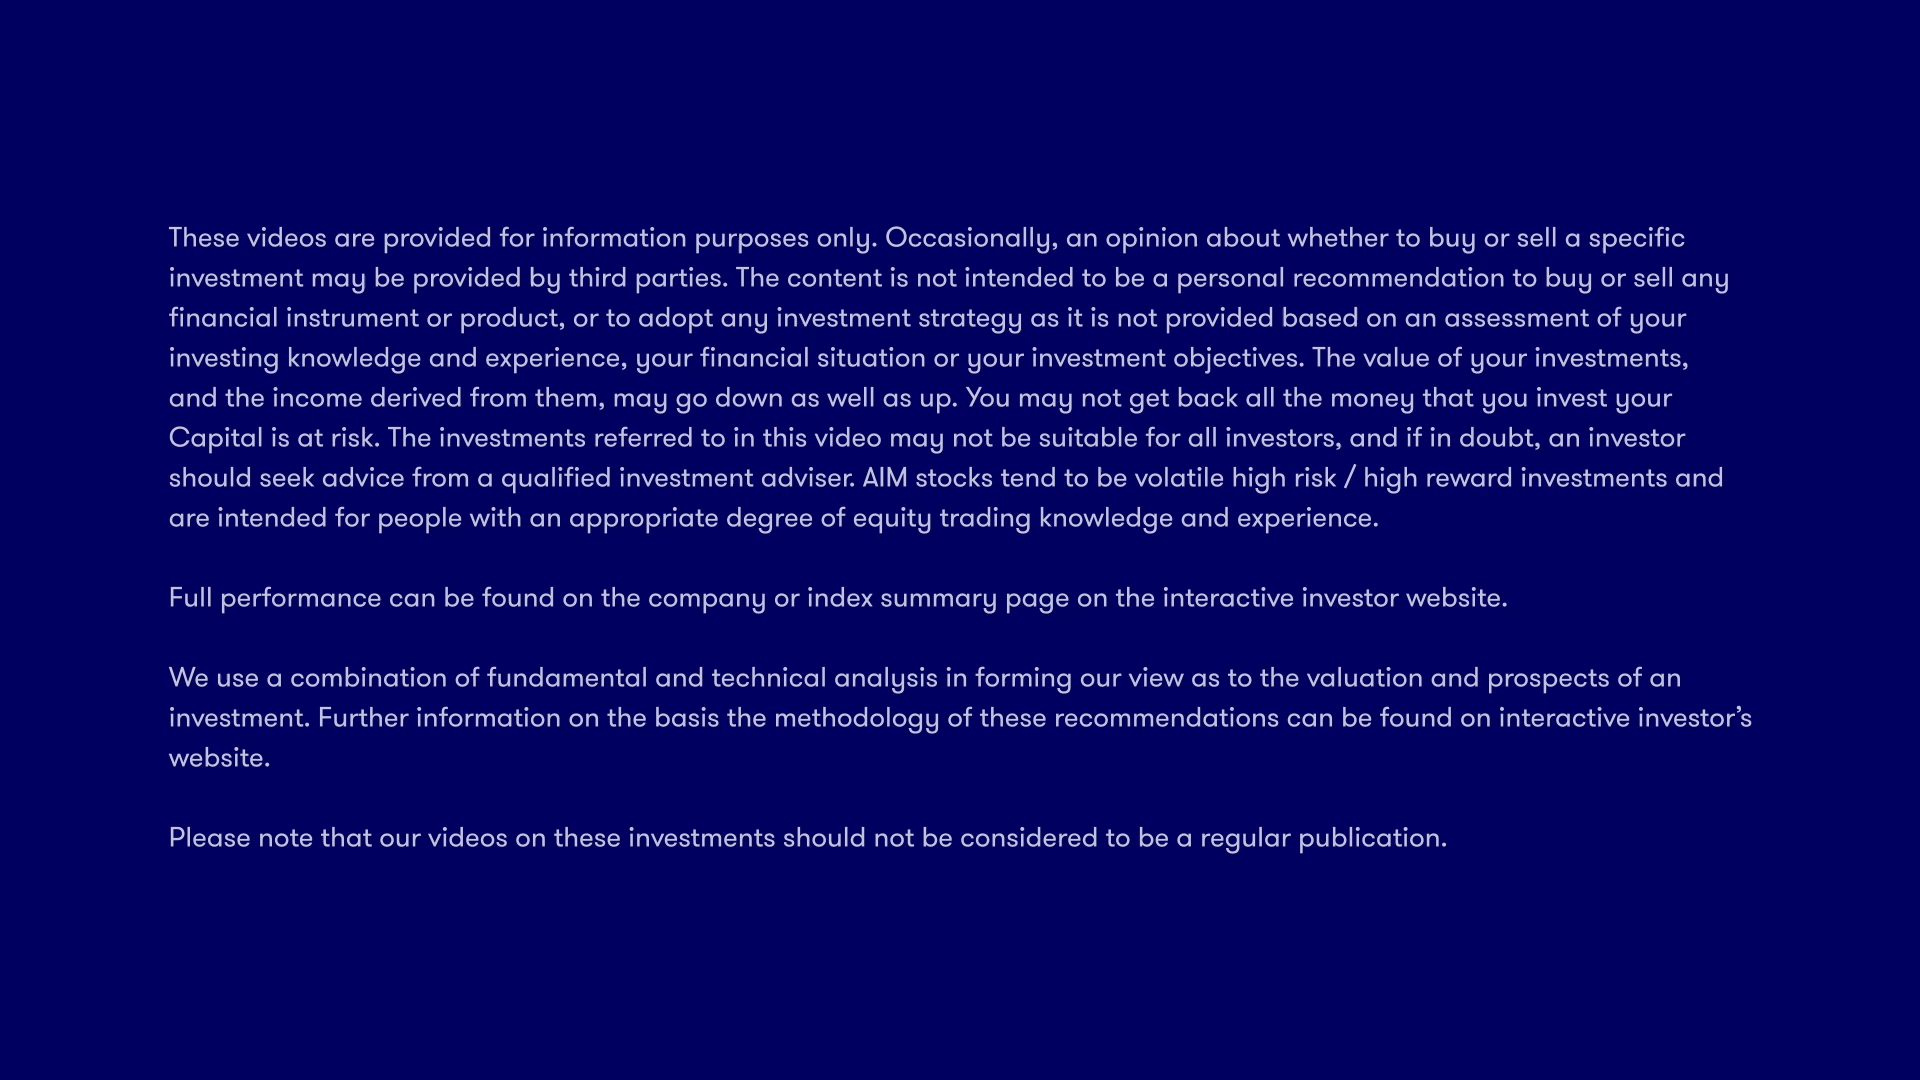 These videos are provided for information purposes only. Occasionally, an opinion about whether to buy or sell a specific
investment may be provided by third parties. The content is not intended to be a personal recommendation to buy or sell any
financial instrument or product, or to adopt any investment strategy as it is not provided based on an assessment of your
investing knowledge and experience, your financial situation or your investment objectives. The value of your investments,
and the income derived from them, may go down as well as up. You may not get back all the money that you invest your
Capital is at risk. The investments referred to in this video may not be suitable for all investors, and if in doubt, an investor
should seek advice from a qualified investment adviser. AIM stocks tend to be volatile high risk / high reward investments and
are intended for people with an appropriate degree of equity trading knowledge and experience.
Full performance can be found on the company or index summary page on the interactive investor website.
We use a combination of fundamental and technical analysis in forming our view as to the valuation and prospects of an
investment. Further information on the basis the methodology of these recommendations can be found on interactive investor’s
website.
Please note that our videos on these investments should not be considered to be a regular publication.